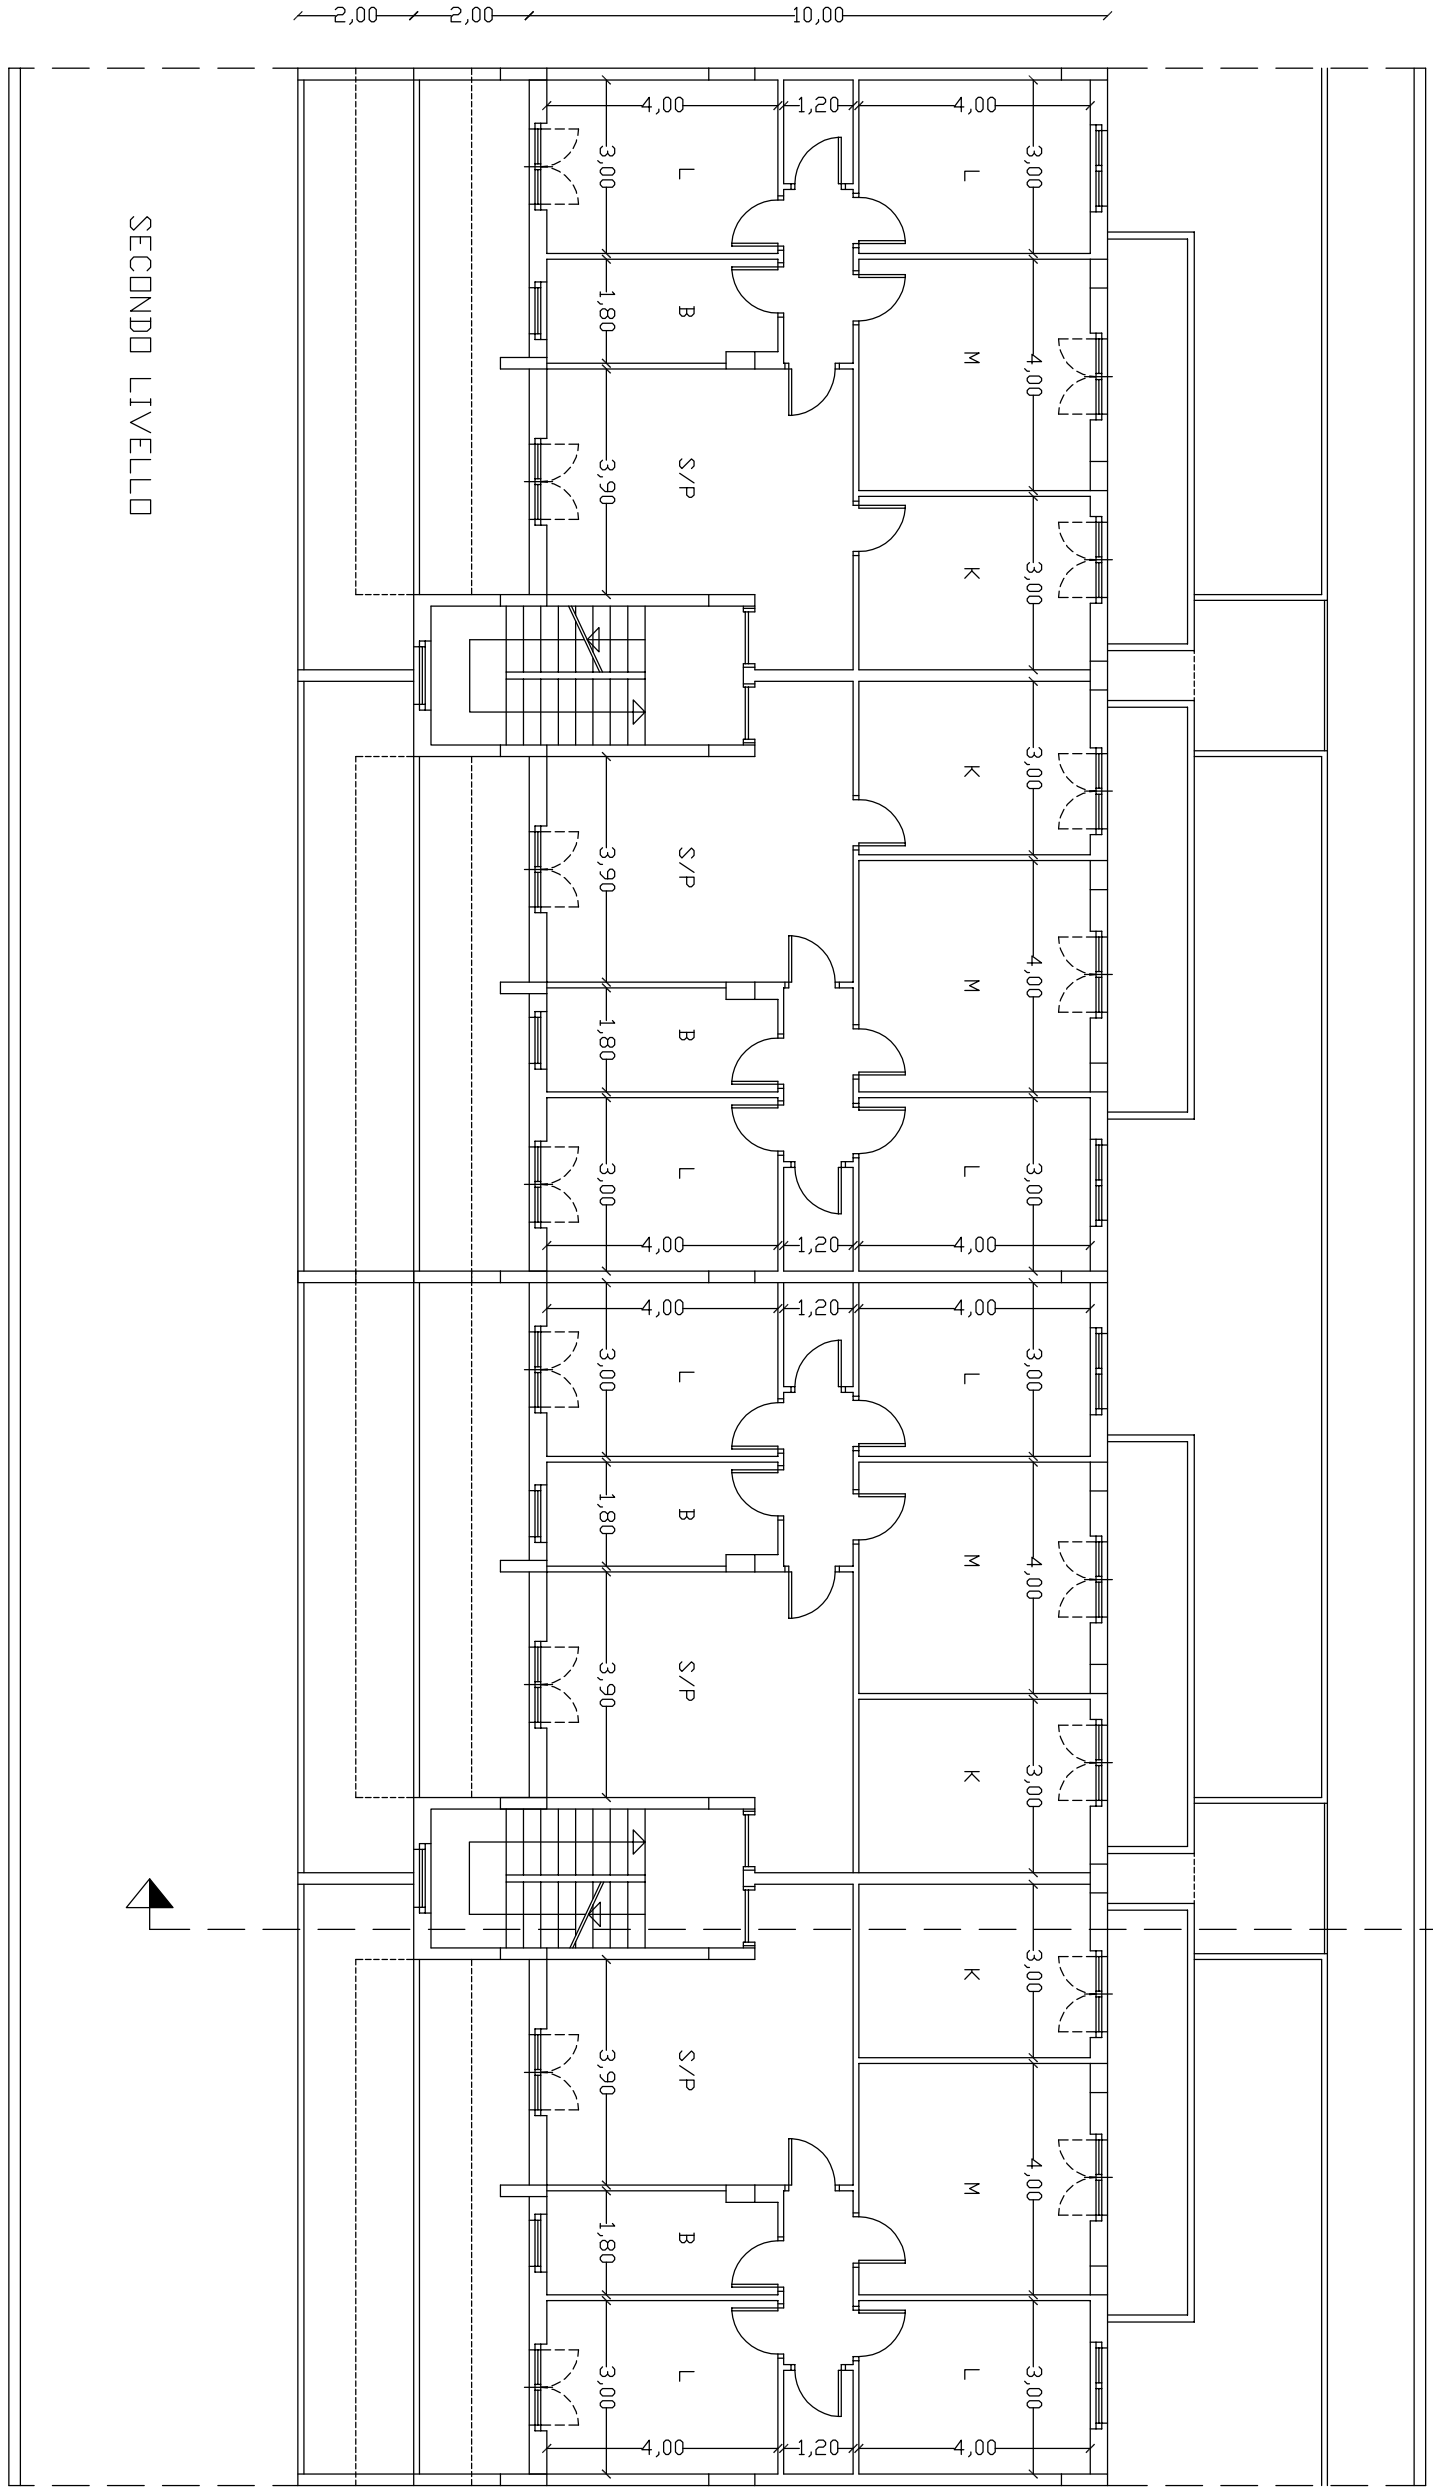 2,00 2,00 10,00
4,00 1,20 4,00
3,00 L L 3,00
SECONDO LIVELLO
1,80 B M 4,00
3,90 S/P K 3,00
K 3,00
3,90 S/P M 4,00
1,80 B
3,00 L L 3,00
4,00 1,20 4,00
4,00 1,20 4,00
3,00 L L 3,00
1,80 B M 4,00
3,90 S/P K 3,00
K 3,00
3,90 S/P M 4,00
1,80 B
3,00 L L 3,00
4,00 1,20 4,00